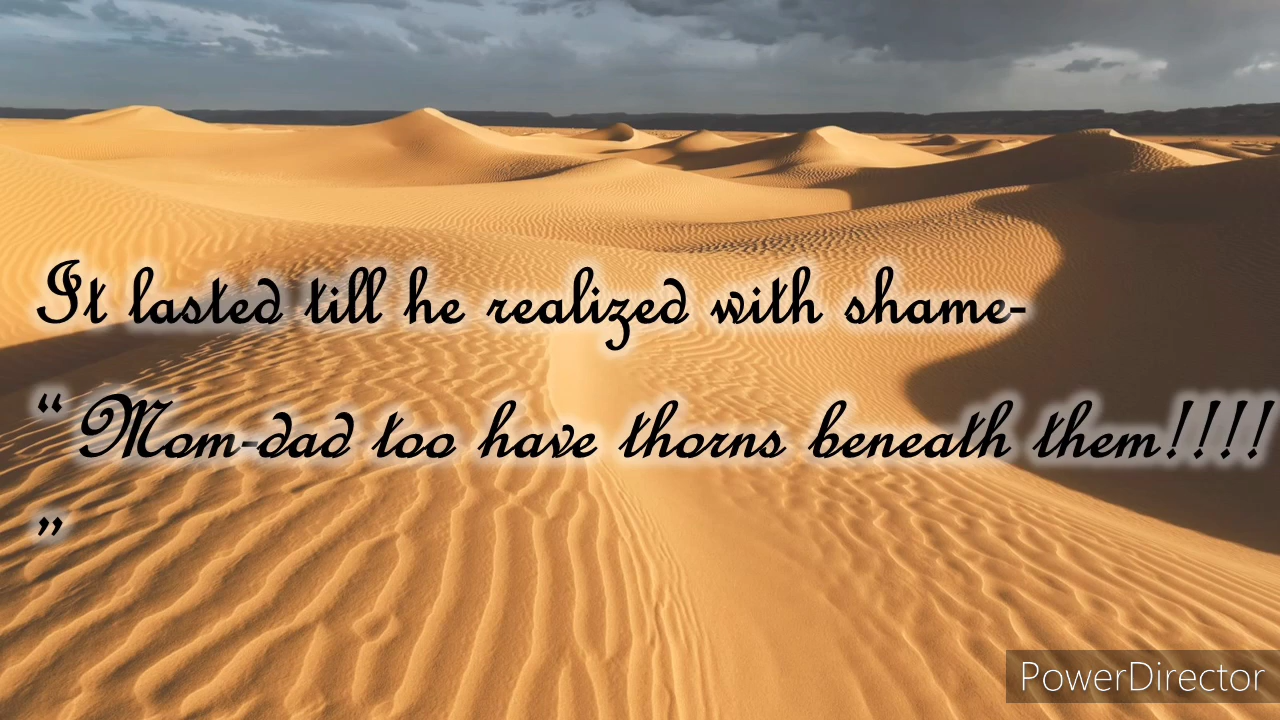 It lasted till he realized with shame-
“Mom-dad too have thorns beneath them!!!!
”
PowerDirector